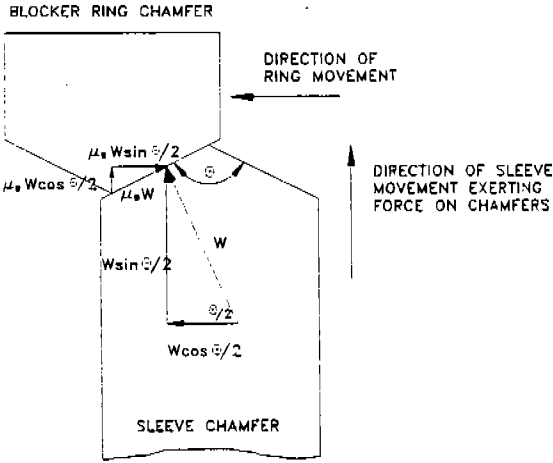 BLOCKER RING CHAMFER
DIRECTION OF
RING MOVEMENT
μₛ Wsin Θ/2
Θ
μₛ Wcos Θ/2
μₛW
DIRECTION OF SLEEVE
MOVEMENT EXERTING
FORCE ON CHAMFERS
W
Wsin Θ/2
Θ/2
Wcos Θ/2
SLEEVE CHAMFER